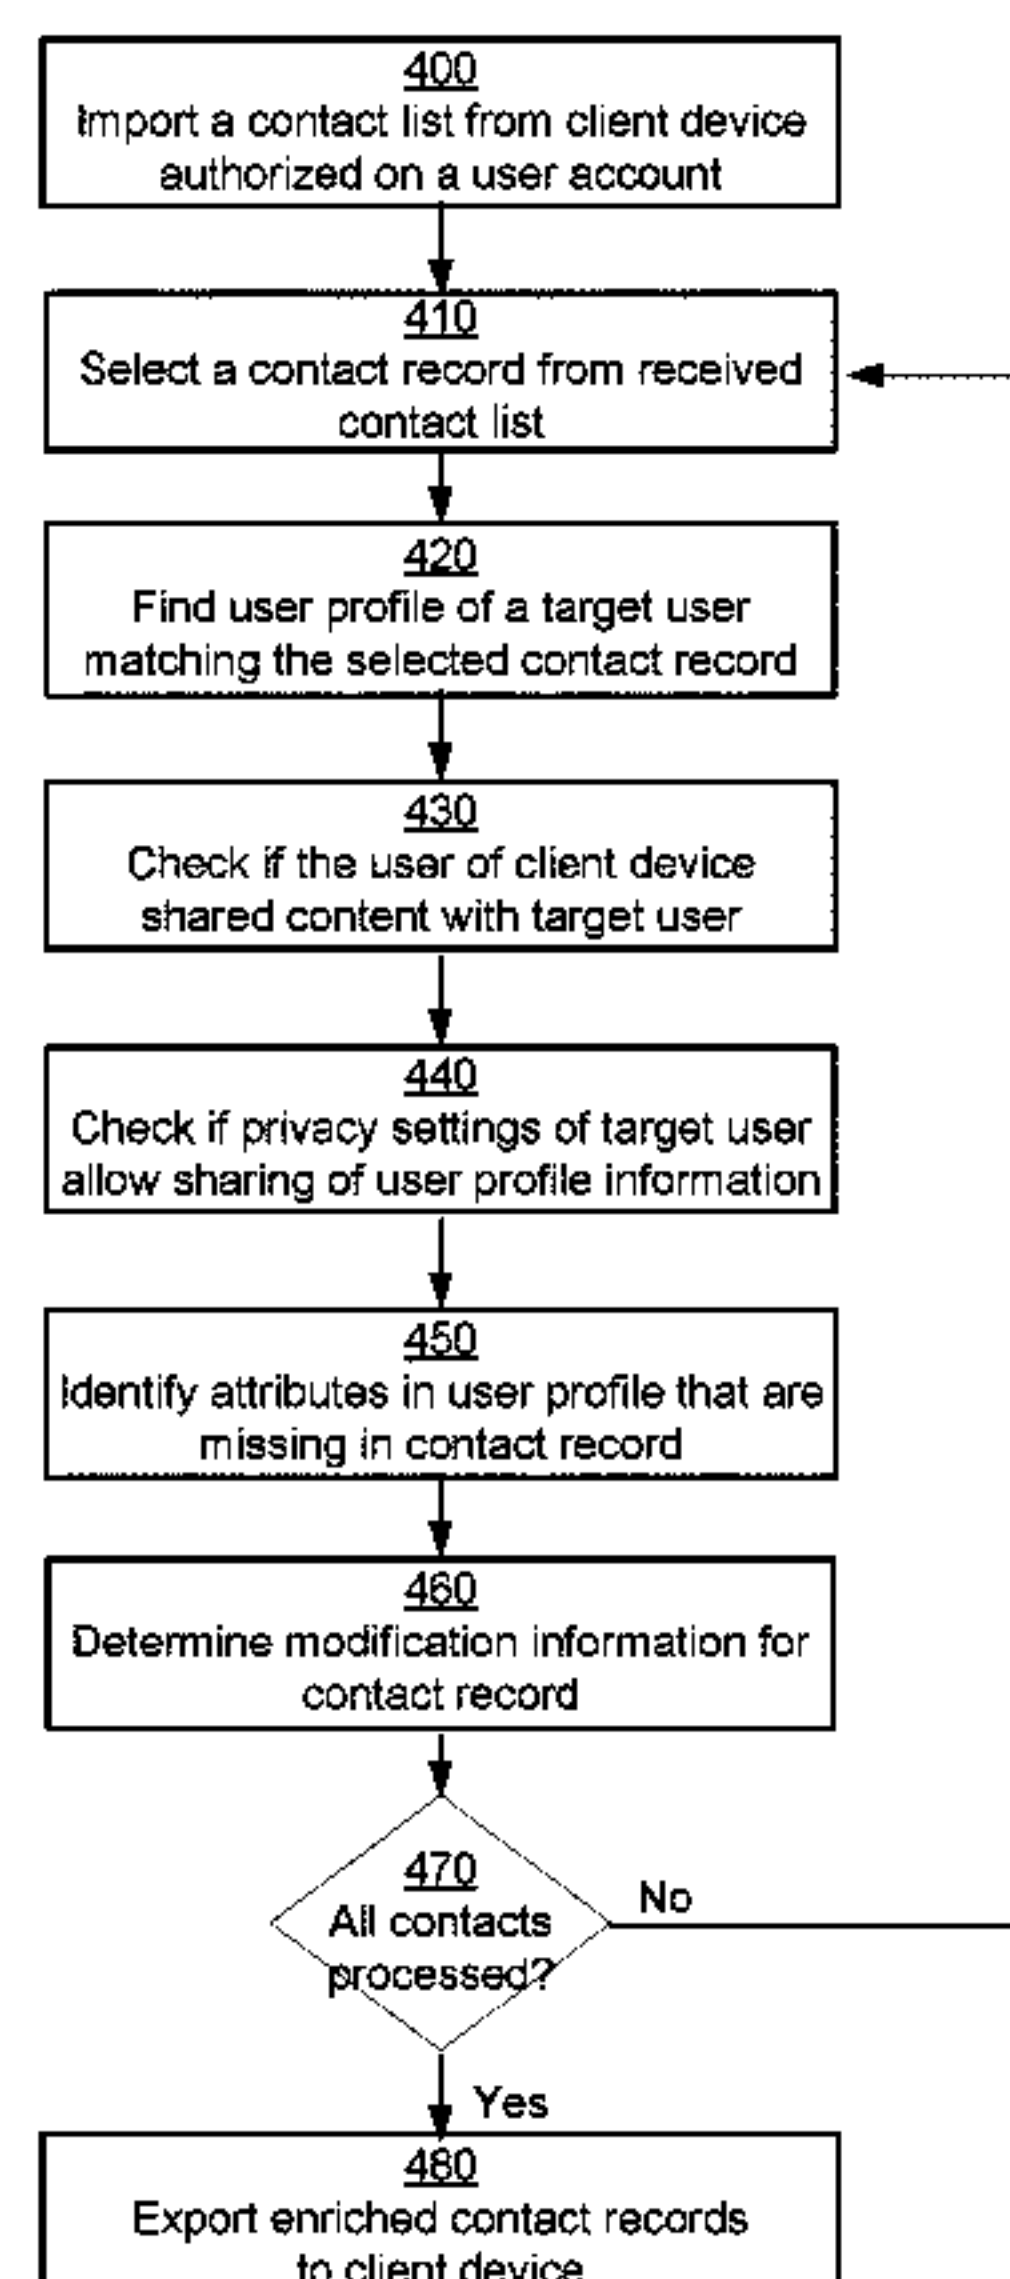 400
Import a contact list from client device
authorized on a user account
410
Select a contact record from received
contact list
420
Find user profile of a target user
matching the selected contact record
430
Check if the user of client device
shared content with target user
440
Check if privacy settings of target user
allow sharing of user profile information
450
Identify attributes in user profile that are
missing in contact record
460
Determine modification information for
contact record
470
All contacts
processed?
No
Yes
480
Export enriched contact records
to client device